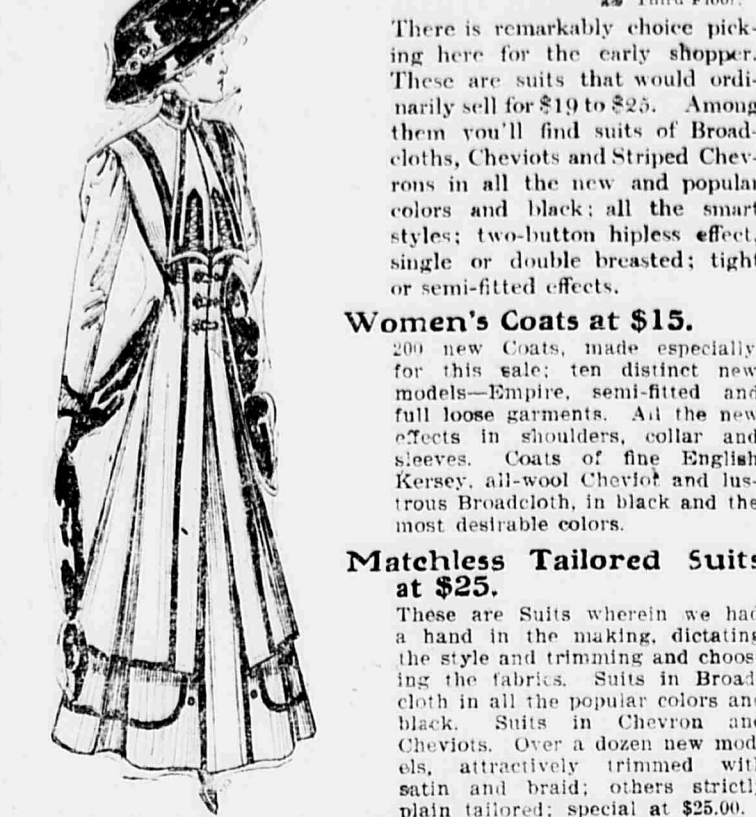 Third Floor.
There is remarkably choice pick-
ing here for the early shopper.
These are suits that would ordi-
narily sell for $19 to $25. Among
them you'll find suits of Broad-
cloths, Cheviots and Striped Chev-
rons in all the new and popular
colors and black; all the smart
styles; two-button hipless effect,
single or double breasted; tight
or semi-fitted effects.
Women's Coats at $15.
200 new Coats, made especially
for this sale; ten distinct new
models—Empire, semi-fitted and
full loose garments. All the new
effects in shoulders, collar and
sleeves. Coats of fine English
Kersey, all-wool Cheviot and lus-
trous Broadcloth, in black and the
most desirable colors.
Matchless Tailored Suits
at $25.
These are Suits wherein we had
a hand in the making, dictating
the style and trimming and choos
ing the fabrics. Suits in Broad
cloth in all the popular colors an
black. Suits in Chevron an
Cheviots. Over a dozen new mod
els, attractively trimmed wit
satin and braid; others strictl
plain tailored; special at $25.00.